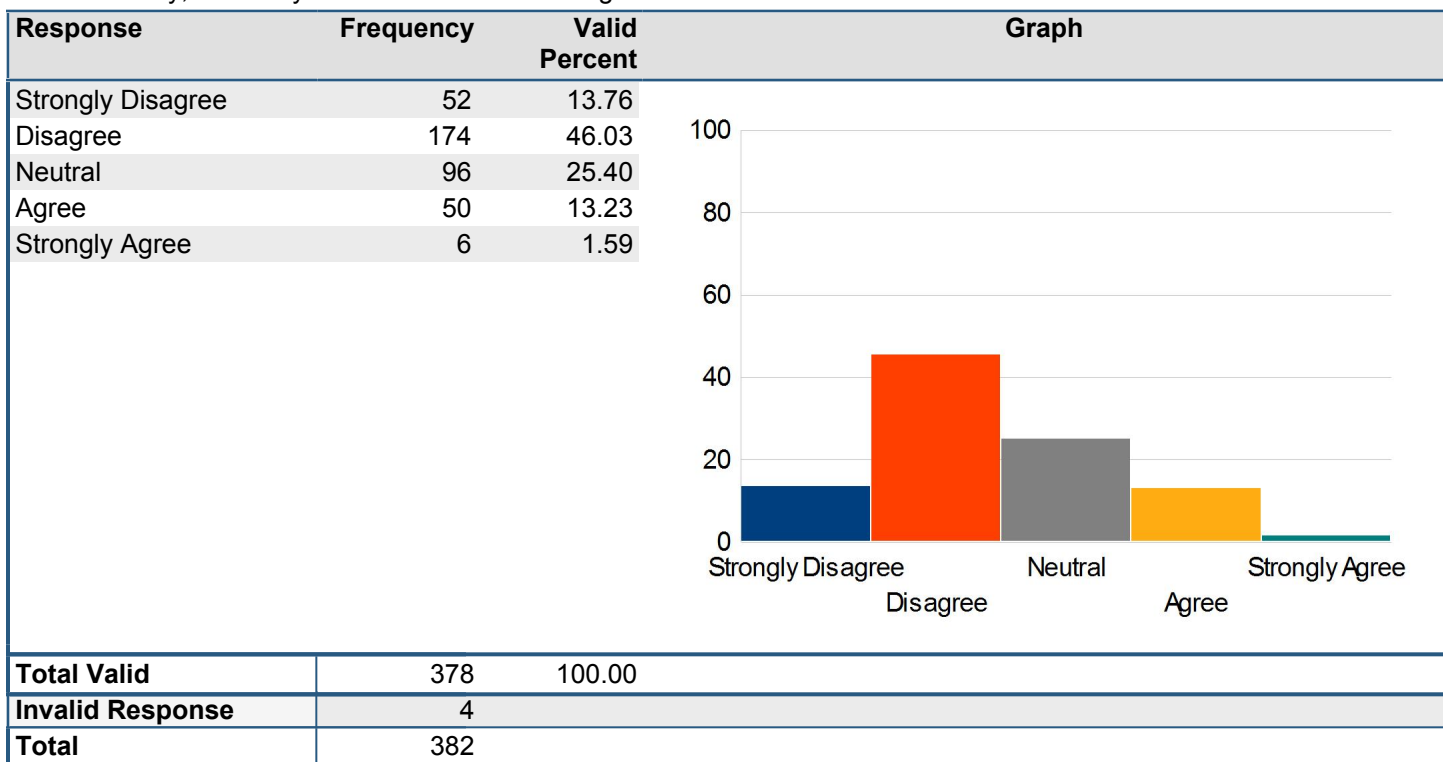 Response Frequency Valid Percent Graph
Strongly Disagree 52 13.76
Disagree 174 46.03
Neutral 96 25.40
Agree 50 13.23
Strongly Agree 6 1.59
100
80
60
40
20
0
Strongly Disagree Neutral Strongly Agree
Disagree Agree
Total Valid 378 100.00
Invalid Response 4
Total 382